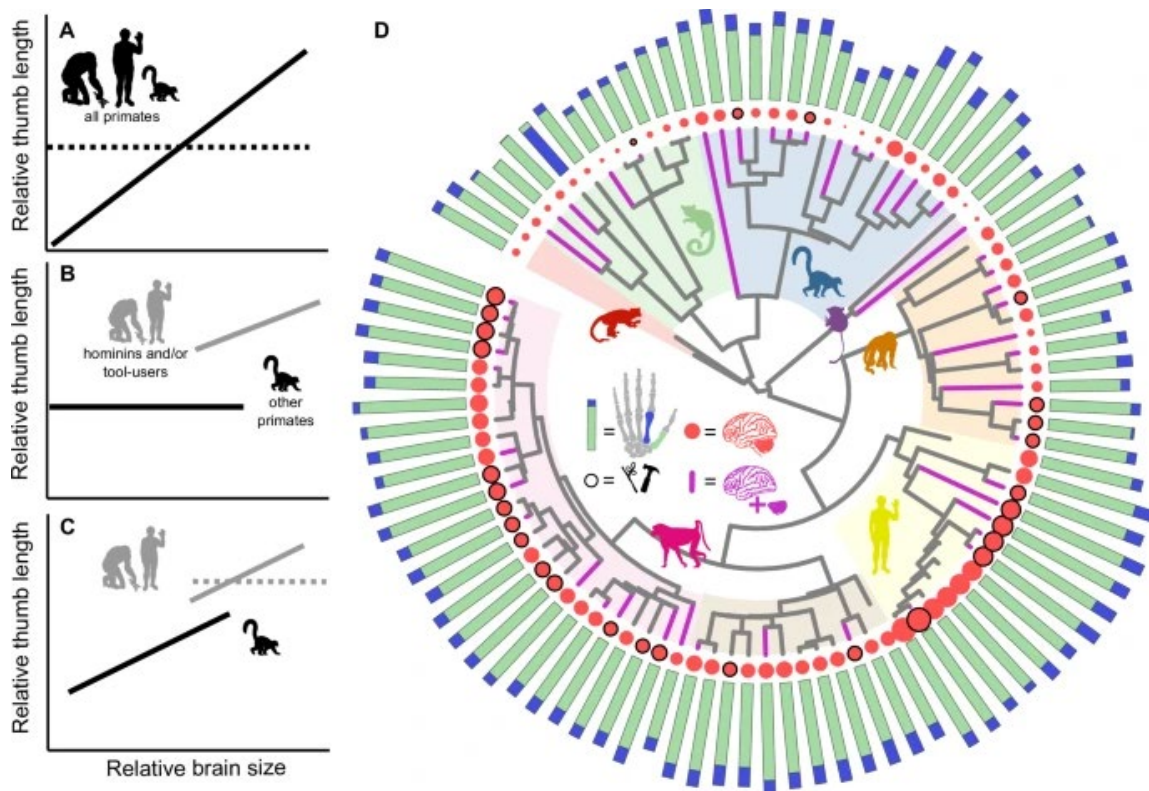 A
Relative thumb length
all primates
B
Relative thumb length
hominins and/or
tool-users
other
primates
C
Relative thumb length
Relative brain size
D
=
=
=
=
+